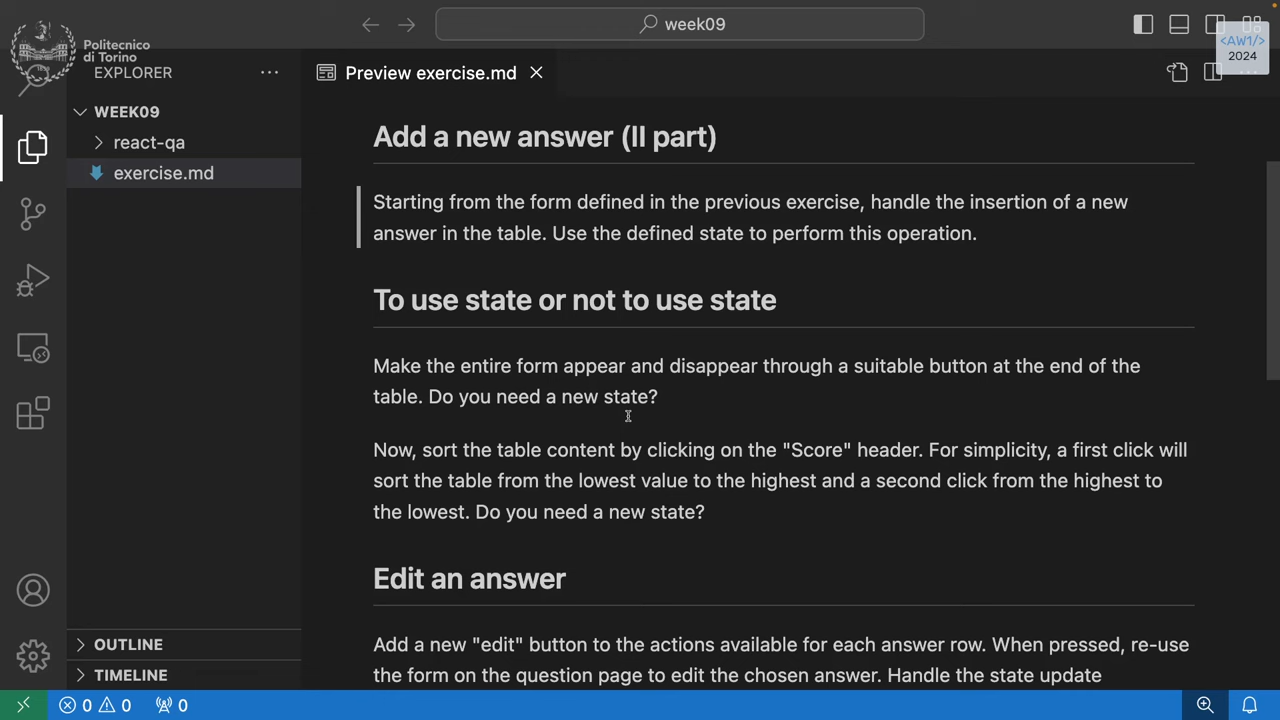 week09
Politecnico
di Torino
<AW1/>
2024
EXPLORER
Preview exercise.md
WEEK09
react-qa
exercise.md
Add a new answer (II part)
Starting from the form defined in the previous exercise, handle the insertion of a new
answer in the table. Use the defined state to perform this operation.
To use state or not to use state
Make the entire form appear and disappear through a suitable button at the end of the
table. Do you need a new state?
Now, sort the table content by clicking on the "Score" header. For simplicity, a first click will
sort the table from the lowest value to the highest and a second click from the highest to
the lowest. Do you need a new state?
Edit an answer
Add a new "edit" button to the actions available for each answer row. When pressed, re-use
the form on the question page to edit the chosen answer. Handle the state update
OUTLINE
TIMELINE
0 0 0